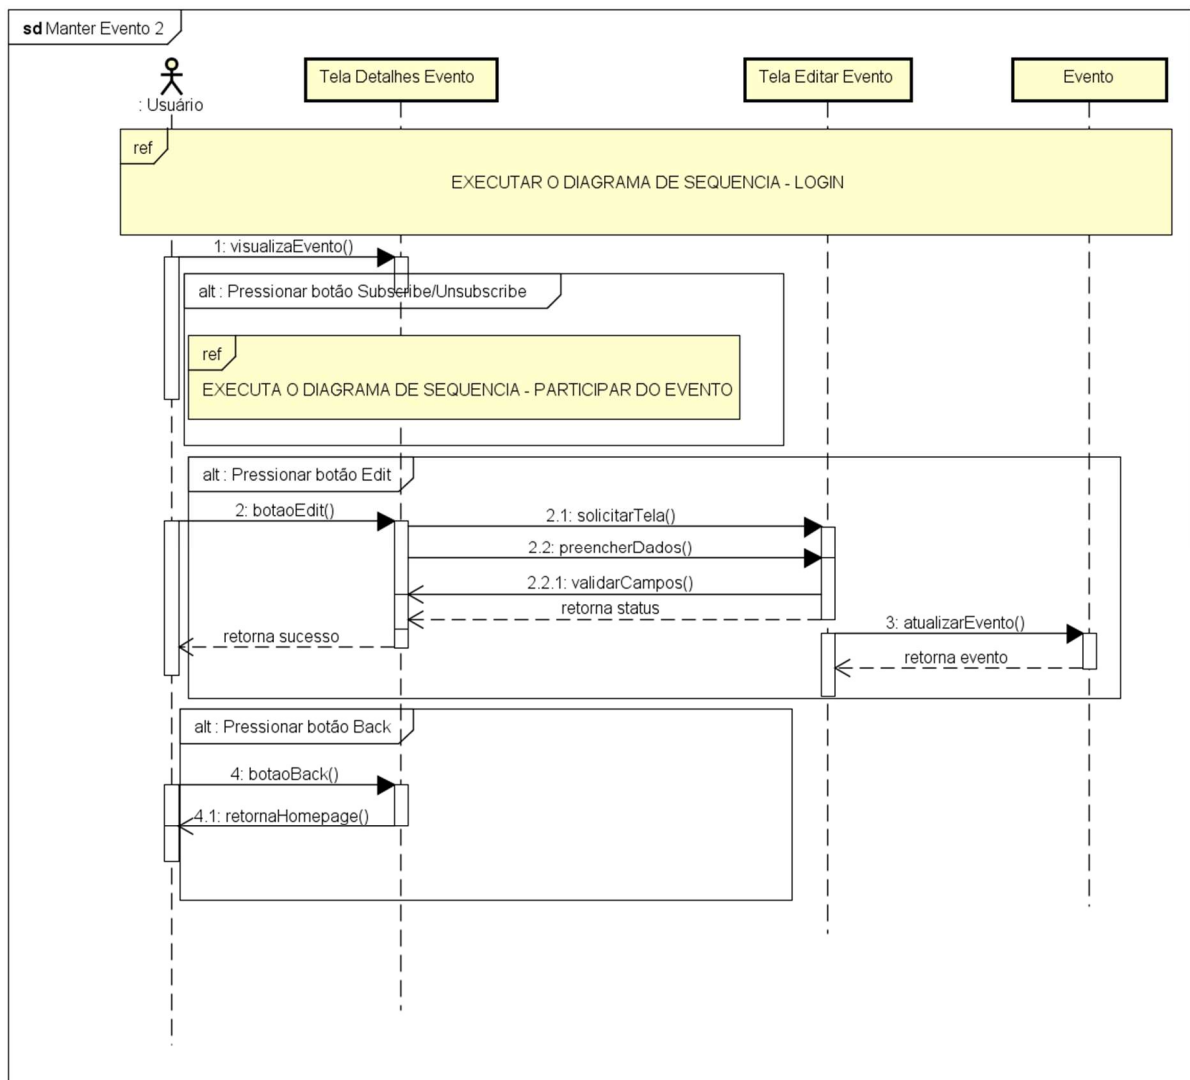 sd Manter Evento 2
: Usuário
Tela Detalhes Evento
Tela Editar Evento
Evento
ref
EXECUTAR O DIAGRAMA DE SEQUENCIA - LOGIN
1: visualizaEvento()
alt : Pressionar botão Subscribe/Unsubscribe
ref
EXECUTA O DIAGRAMA DE SEQUENCIA - PARTICIPAR DO EVENTO
alt : Pressionar botão Edit
2: botaoEdit()
2.1: solicitarTela()
2.2: preencherDados()
2.2.1: validarCampos()
retorna status
3: atualizarEvento()
retorna sucesso
retorna evento
alt : Pressionar botão Back
4: botaoBack()
4.1: retornaHomepage()